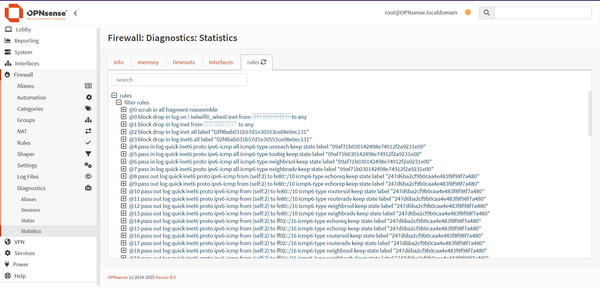 OPNsense
root@OPNsense.localdomain
Lobby
Reporting
System
Interfaces
Firewall
Aliases
Automation
Categories
Groups
NAT
Rules
Shaper
Settings
Log Files
Diagnostics
Aliases
Sessions
States
Statistics
VPN
Services
Power
Help
Firewall: Diagnostics: Statistics
info
memory
timeouts
interfaces
rules
search
rules
filter rules
@0 scrub in all fragment reassemble
@0 block drop in log on ! iwlwifi0_wlan0 inet from to any
@1 block drop in log inet from to any
@2 block drop in log inet all label "02f4bab031b57d1e30553ce08e0ec131"
@3 block drop in log inet6 all label "02f4bab031b57d1e30553ce08e0ec131"
@4 pass in log quick inet6 proto ipv6-icmp all icmp6-type unreach keep state label
@5 pass in log quick inet6 proto ipv6-icmp all icmp6-type toobig keep state label
@6 pass in log quick inet6 proto ipv6-icmp all icmp6-type neighbrsol keep state label
@7 pass in log quick inet6 proto ipv6-icmp all icmp6-type neighbradv keep state label
@8 pass out log quick inet6 proto ipv6-icmp from (self:2) to fe80::/10 icmp6-type echoreq keep state label
@9 pass out log quick inet6 proto ipv6-icmp from (self:2) to fe80::/10 icmp6-type echorep keep state label
@10 pass out log quick inet6 proto ipv6-icmp from (self:2) to fe80::/10 icmp6-type routersol keep state label
@11 pass out log quick inet6 proto ipv6-icmp from (self:2) to fe80::/10 icmp6-type routeradv keep state label
@12 pass out log quick inet6 proto ipv6-icmp from (self:2) to fe80::/10 icmp6-type neighbrsol keep state label
@13 pass out log quick inet6 proto ipv6-icmp from (self:2) to fe80::/10 icmp6-type neighbradv keep state label
@14 pass out log quick inet6 proto ipv6-icmp from (self:2) to ff02::/16 icmp6-type echoreq keep state label
@15 pass out log quick inet6 proto ipv6-icmp from (self:2) to ff02::/16 icmp6-type echorep keep state label
@16 pass out log quick inet6 proto ipv6-icmp from (self:2) to ff02::/16 icmp6-type routersol keep state label
@17 pass out log quick inet6 proto ipv6-icmp from (self:2) to ff02::/16 icmp6-type routeradv keep state label
@18 pass out log quick inet6 proto ipv6-icmp from (self:2) to ff02::/16 icmp6-type neighbrsol keep state label
OPNsense (c) 2014-2025 Deciso B.V.